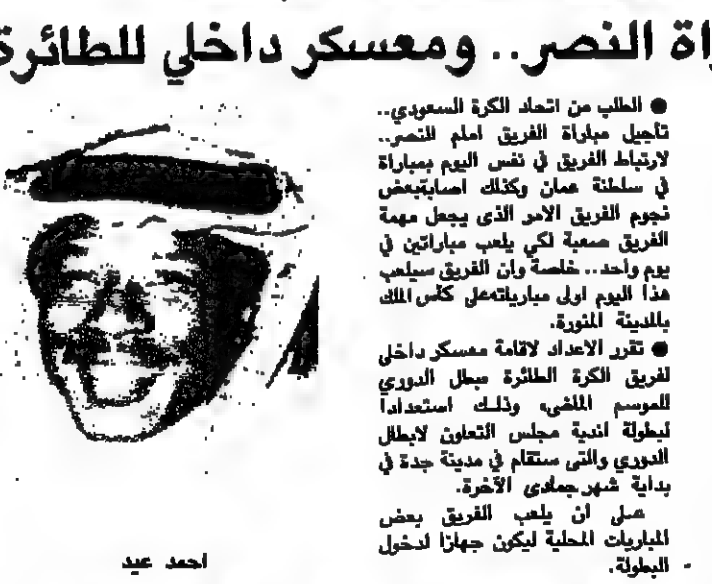 اة النصر.. ومعسكر داخلي للطائرة
● الطلب من اتحاد الكرة السعودي..
تأجيل مباراة الفريق امام النصر..
لارتباط الفريق في نفس اليوم بمباراة
في سلطنة عمان وكذلك اصابةبعض
نجوم الفريق الامر الذى يجعل مهمة
الفريق صعبة لكي يلعب مباراتين في
يوم واحد.. خاصة وان الفريق سيلعب
هذا اليوم اولى مبارياتهعلى كأس الملك
بالمدينة المنورة.
● تقرر الاعداد لاقامة معسكر داخلى
لفريق الكرة الطائرة مبطل الدوري
للموسم الماضي، وذلك استعدادا
لبطولة اندية مجلس التعاون لابطال
الدوري والتى ستقام في مدينة جدة في
بداية شهر جمادى الآخرة.
على ان يلعب الفريق بعض
المباريات المحلية ليكون جهازا لدخول
البطولة.
احمد عيد